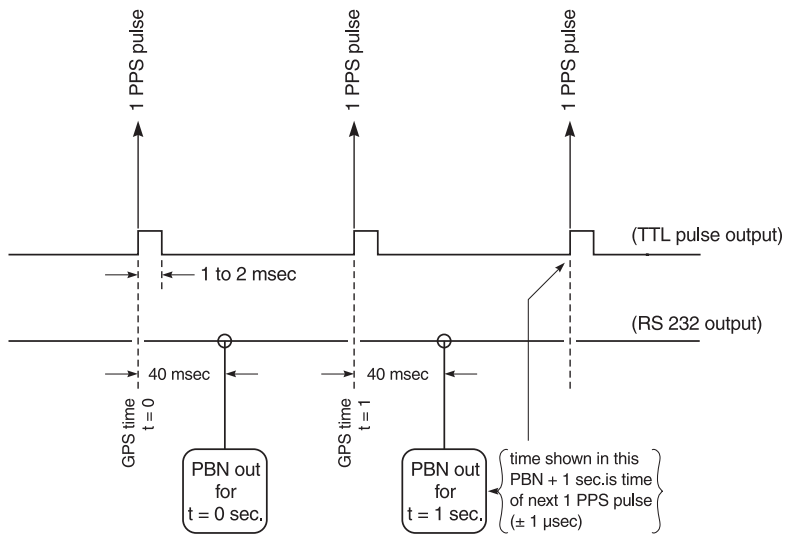 1 PPS pulse
1 PPS pulse
1 PPS pulse
(TTL pulse output)
1 to 2 msec
(RS 232 output)
40 msec
40 msec
GPS time
t = 0
GPS time
t = 1
PBN out
for
t = 0 sec.
PBN out
for
t = 1 sec.
time shown in this
PBN + 1 sec.is time
of next 1 PPS pulse
(± 1 µsec)